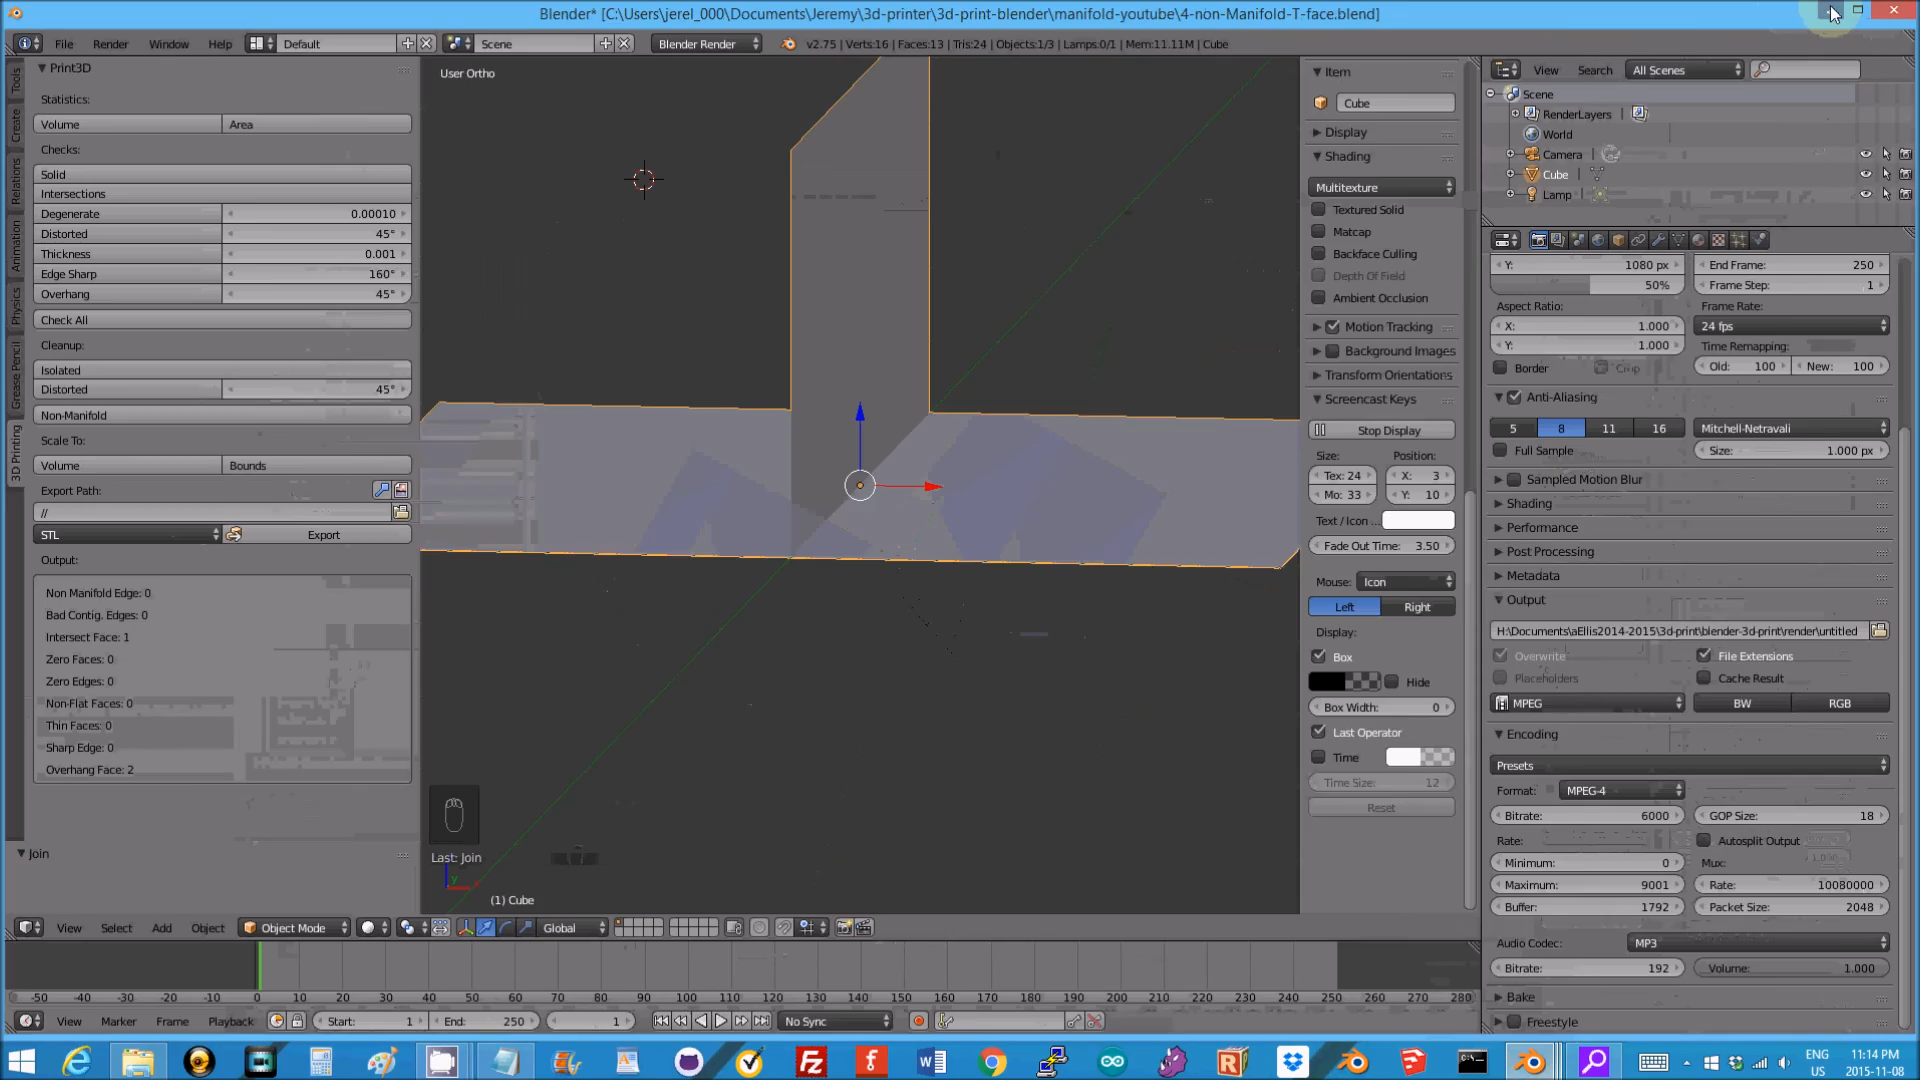 Blender* [C:\Users\jerel_000\Documents\Jeremy\3d-printer\3d-print-blender\manifold-youtube\4-non-Manifold-T-face.blend]
File Render Window Help Default Scene Blender Render v2.75 | Verts:16 | Faces:13 | Tris:24 | Objects:1/3 | Lamps:0/1 | Mem:11.11M | Cube
Tools
Create
Relations
Animation
Physics
Grease Pencil
3D Printing
Print3D
Statistics:
Volume Area
Checks:
Solid
Intersections
Degenerate 0.00010
Distorted 45°
Thickness 0.001
Edge Sharp 160°
Overhang 45°
Check All
Cleanup:
Isolated
Distorted 45°
Non-Manifold
Scale To:
Volume Bounds
Export Path:
//
STL Export
Output:
Non Manifold Edge: 0
Bad Contig. Edges: 0
Intersect Face: 1
Zero Faces: 0
Zero Edges: 0
Non-Flat Faces: 0
Thin Faces: 0
Sharp Edge: 0
Overhang Face: 2
Join
User Ortho
Last: Join
y
(1) Cube
View Select Add Object Object Mode Global
Item
Cube
Display
Shading
Multitexture
Textured Solid
Matcap
Backface Culling
Depth Of Field
Ambient Occlusion
Motion Tracking
Background Images
Transform Orientations
Screencast Keys
Stop Display
Size: Position:
Tex: 24 X: 3
Mo: 33 Y: 10
Text / Icon ...
Fade Out Time: 3.50
Mouse: Icon
Left Right
Display:
Box
Hide
Box Width: 0
Last Operator
Time
Time Size: 12
Reset
View Search All Scenes
Scene
RenderLayers
World
Camera
Cube
Lamp
Y: 1080 px End Frame: 250
50% Frame Step: 1
Aspect Ratio: Frame Rate:
X: 1.000 24 fps
Y: 1.000 Time Remapping:
Border Crop Old: 100 New: 100
Anti-Aliasing
5 8 11 16 Mitchell-Netravali
Full Sample Size: 1.000 px
Sampled Motion Blur
Shading
Performance
Post Processing
Metadata
Output
H:\Documents\aEllis2014-2015\3d-print\blender-3d-print\render\untitled
Overwrite File Extensions
Placeholders Cache Result
MPEG BW RGB
Encoding
Presets
Format: MPEG-4
Bitrate: 6000 GOP Size: 18
Rate: Autosplit Output
Minimum: 0 Mux:
Maximum: 9001 Rate: 10080000
Buffer: 1792 Packet Size: 2048
Audio Codec: MP3
Bitrate: 192 Volume: 1.000
Bake
Freestyle
-50 -40 -30 -20 -10 0 10 20 30 40 50 60 70 80 90 100 110 120 130 140 150 160 170 180 190 200 210 220 230 240 250 260 270 280
View Marker Frame Playback Start: 1 End: 250 1 No Sync
ENG 11:14 PM
US 2015-11-08